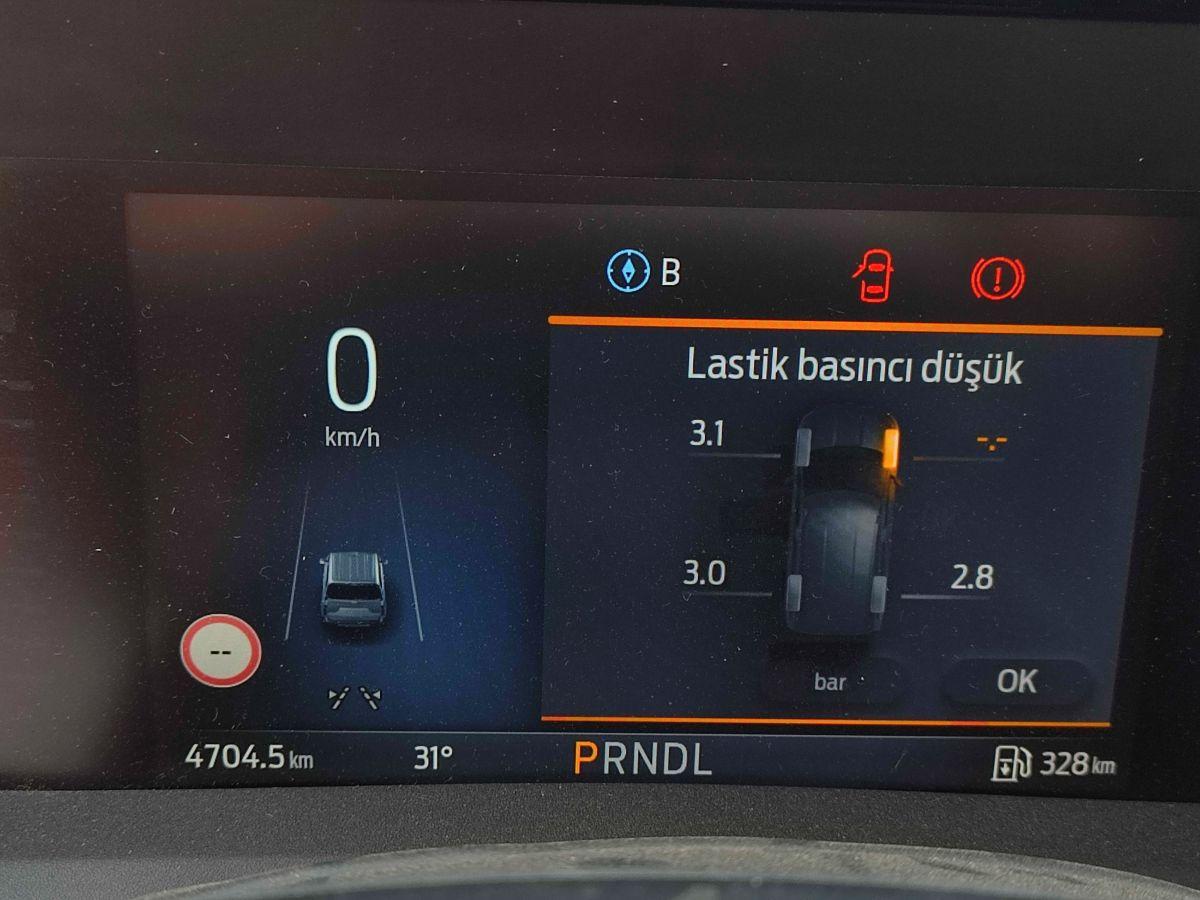 B
0
km/h
Lastik basıncı düşük
3.1 --.--
3.0 2.8
bar OK
--
4704.5 km 31° PRNDL 328 km